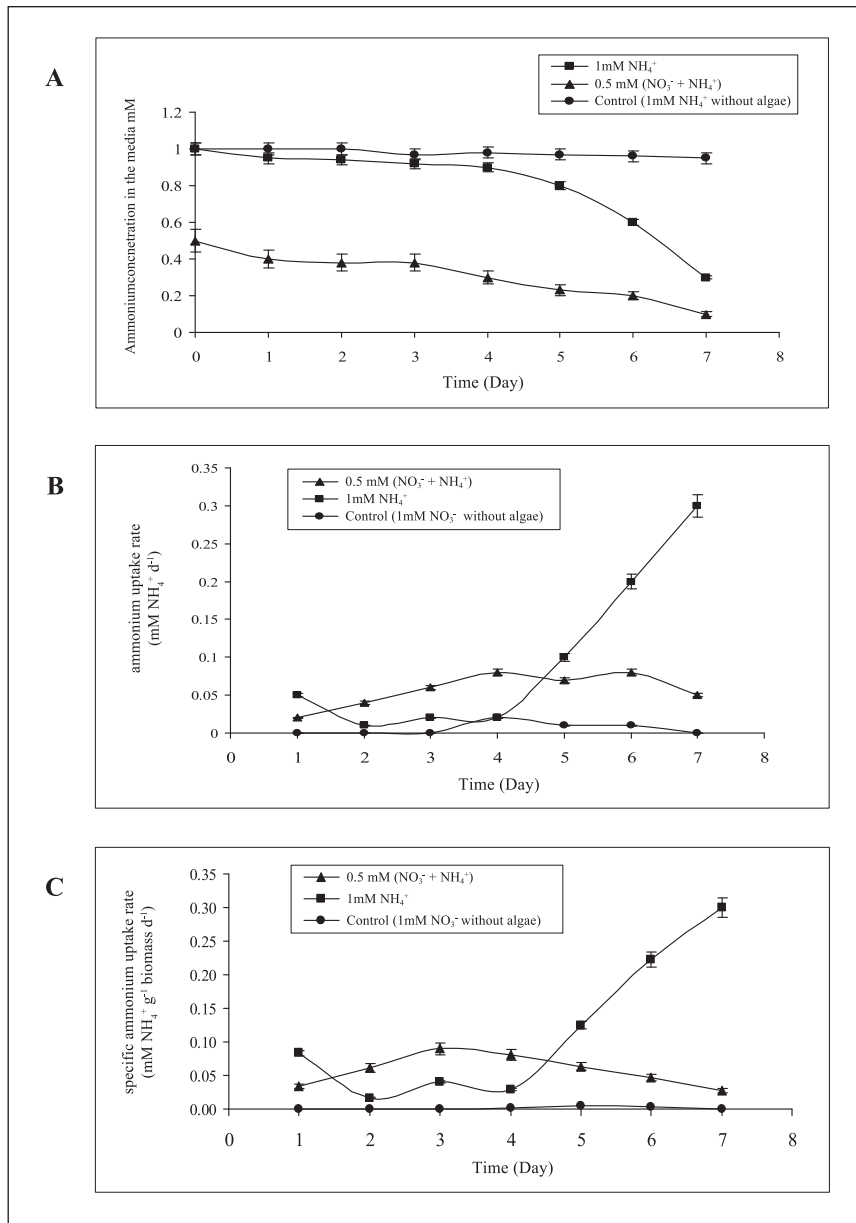 A
1mM NH₄⁺
0.5 mM (NO₃⁻ + NH₄⁺)
Control (1mM NH₄⁺ without algae)
Ammoniumconcnetration in the media mM
1.2
1
0.8
0.6
0.4
0.2
0
0 1 2 3 4 5 6 7 8
Time (Day)
B
0.5 mM (NO₃⁻ + NH₄⁺)
1mM NH₄⁺
Control (1mM NO₃⁻ without algae)
ammonium uptake rate
(mM NH₄⁺ d⁻¹)
0.35
0.3
0.25
0.2
0.15
0.1
0.05
0
0 1 2 3 4 5 6 7 8
Time (Day)
C
0.5 mM (NO₃⁻ + NH₄⁺)
1mM NH₄⁺
Control (1mM NO₃⁻ without algae)
specific ammonium uptake rate
(mM NH₄⁺ g⁻¹ biomass d⁻¹)
0.35
0.30
0.25
0.20
0.15
0.10
0.05
0.00
0 1 2 3 4 5 6 7 8
Time (Day)